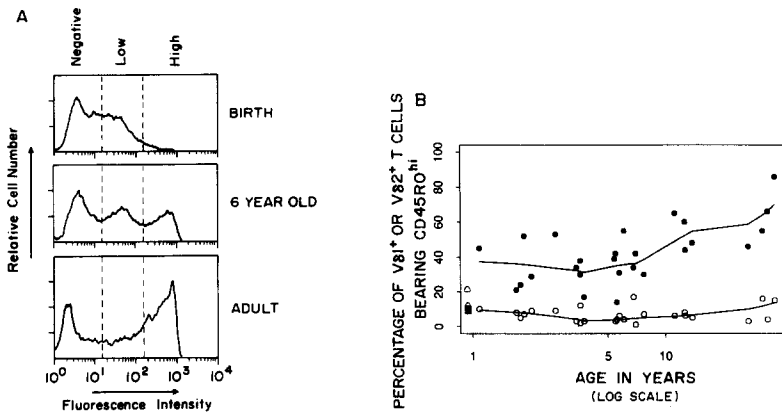 A
Negative
Low
High
Relative Cell Number
BIRTH
6 YEAR OLD
ADULT
10^0 10^1 10^2 10^3 10^4
Fluorescence Intensity
B
PERCENTAGE OF Vδ1+ OR Vδ2+ T CELLS
BEARING CD45RO^hi
100
80
60
40
20
0
1 5 10
AGE IN YEARS
(LOG SCALE)